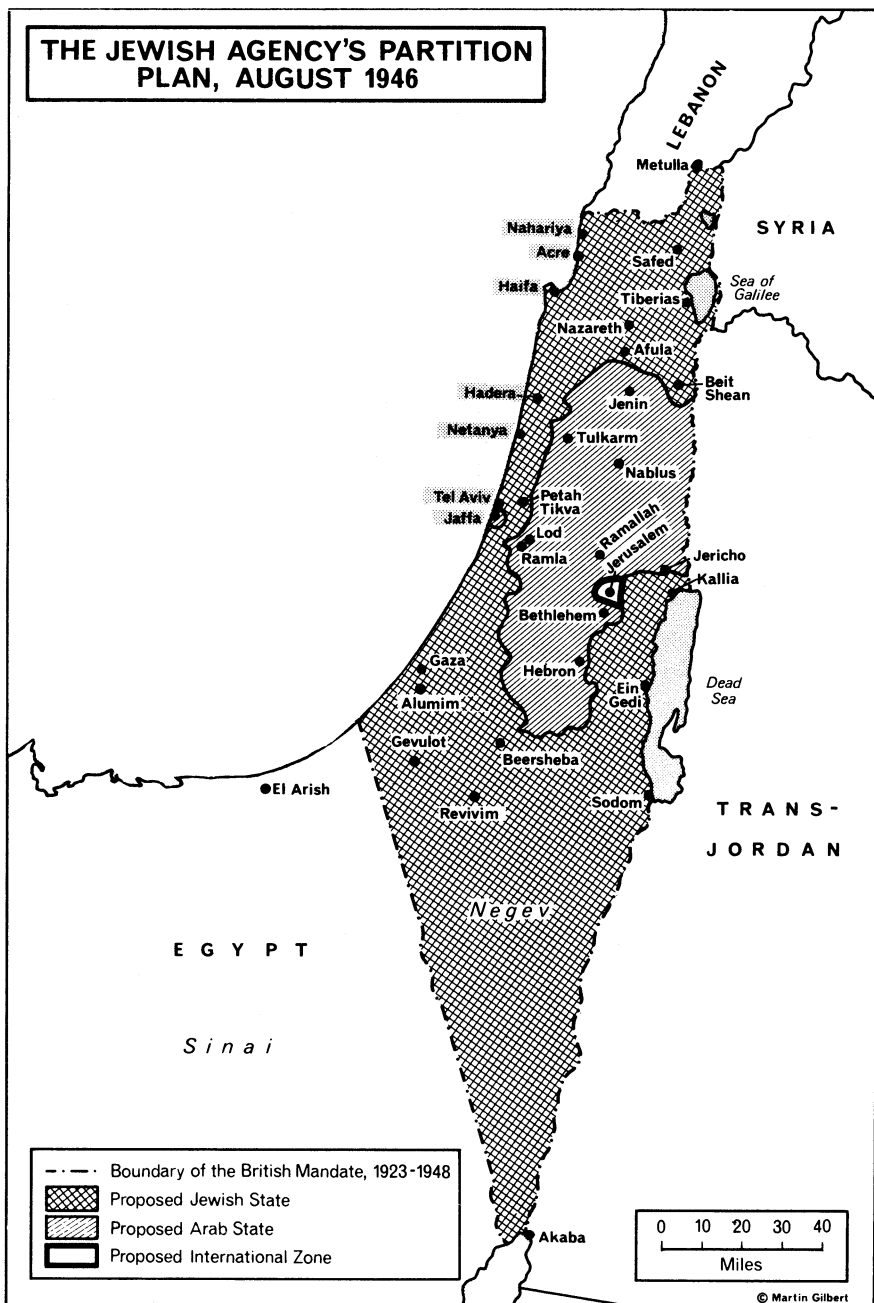 THE JEWISH AGENCY'S PARTITION
PLAN, AUGUST 1946
LEBANON
Metulla
SYRIA
Nahariya
Acre
Safed
Haifa
Sea of
Galilee
Tiberias
Nazareth
Afula
Beit
Shean
Hadera
Jenin
Netanya
Tulkarm
Nablus
Tel Aviv
Jaffa
Petah
Tikva
Lod
Ramla
Ramallah
Jerusalem
Jericho
Kallia
Bethlehem
Gaza
Hebron
Ein
Gedi
Dead
Sea
Alumim
Gevulot
Beersheba
El Arish
Revivim
Sodom
TRANS-
JORDAN
Negev
EGYPT
Sinai
Boundary of the British Mandate, 1923-1948
Proposed Jewish State
Proposed Arab State
Proposed International Zone
Akaba
0 10 20 30 40
Miles
© Martin Gilbert